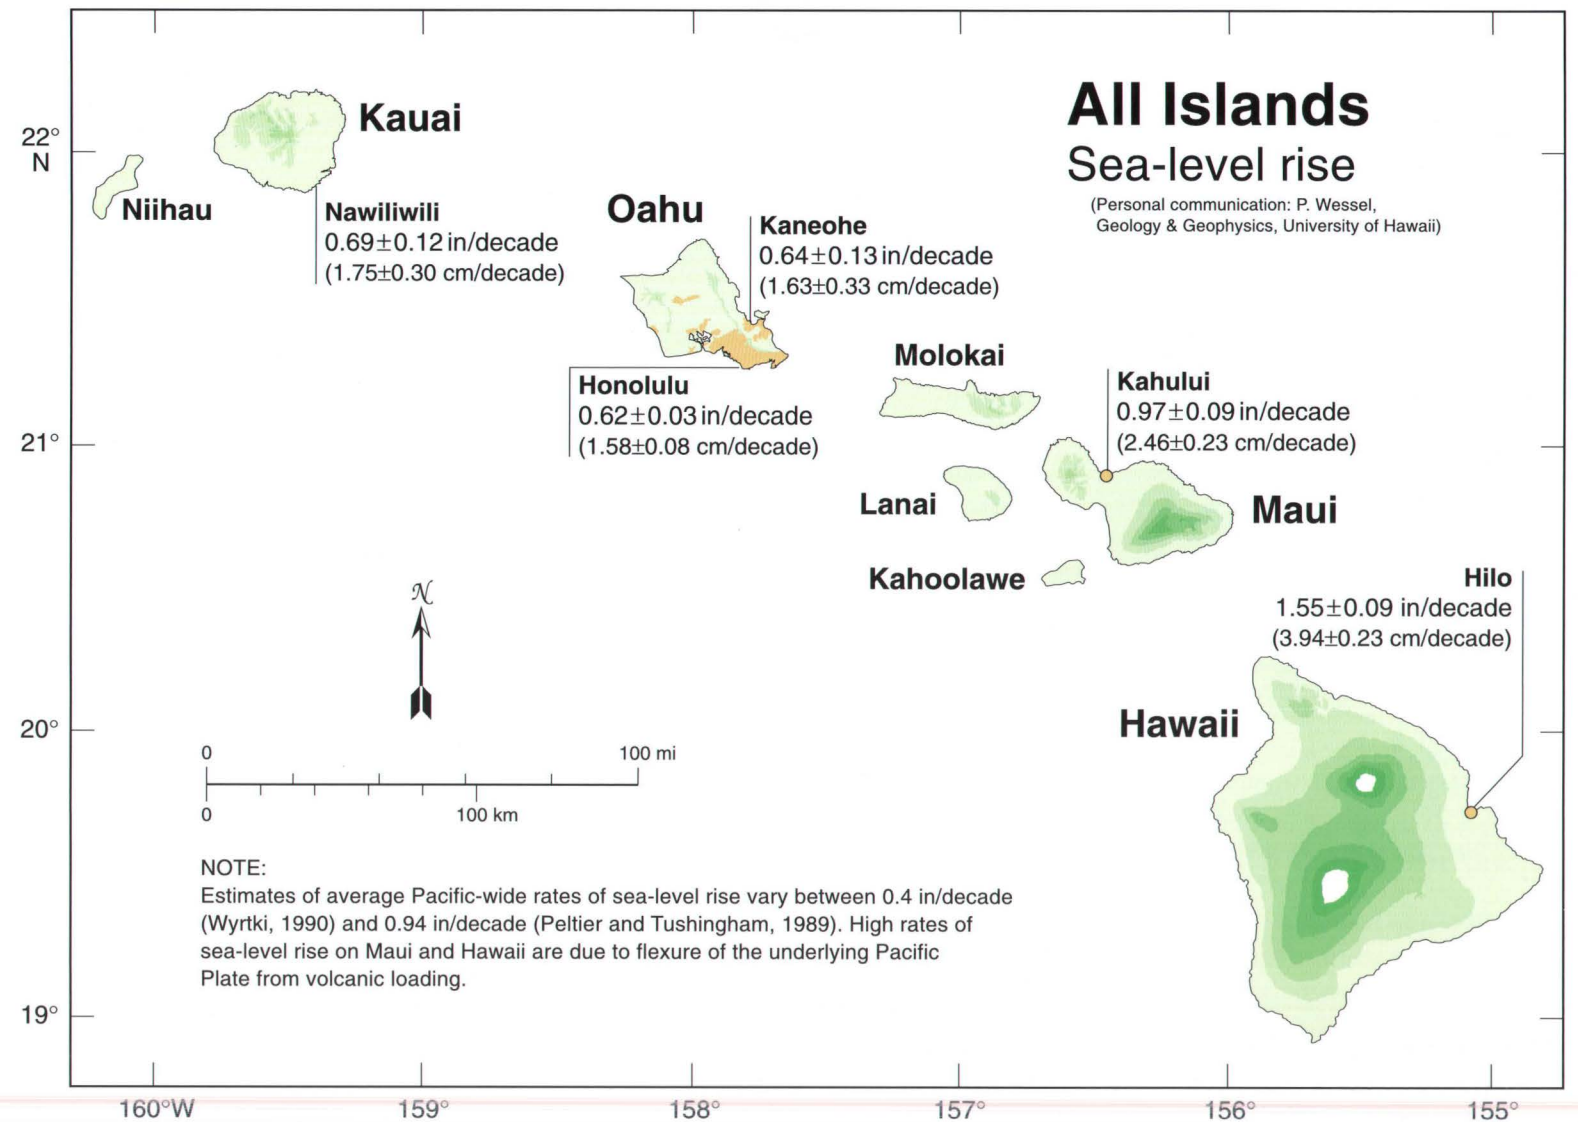 All Islands
Sea-level rise
(Personal communication: P. Wessel,
Geology & Geophysics, University of Hawaii)
22°
N
21°
20°
19°
Kauai
Niihau
Nawiliwili
0.69±0.12 in/decade
(1.75±0.30 cm/decade)
Oahu
Kaneohe
0.64±0.13 in/decade
(1.63±0.33 cm/decade)
Honolulu
0.62±0.03 in/decade
(1.58±0.08 cm/decade)
Molokai
Kahului
0.97±0.09 in/decade
(2.46±0.23 cm/decade)
Lanai
Maui
Kahoolawe
Hilo
1.55±0.09 in/decade
(3.94±0.23 cm/decade)
Hawaii
N
0
100 mi
0
100 km
NOTE:
Estimates of average Pacific-wide rates of sea-level rise vary between 0.4 in/decade
(Wyrtki, 1990) and 0.94 in/decade (Peltier and Tushingham, 1989). High rates of
sea-level rise on Maui and Hawaii are due to flexure of the underlying Pacific
Plate from volcanic loading.
160°W
159°
158°
157°
156°
155°